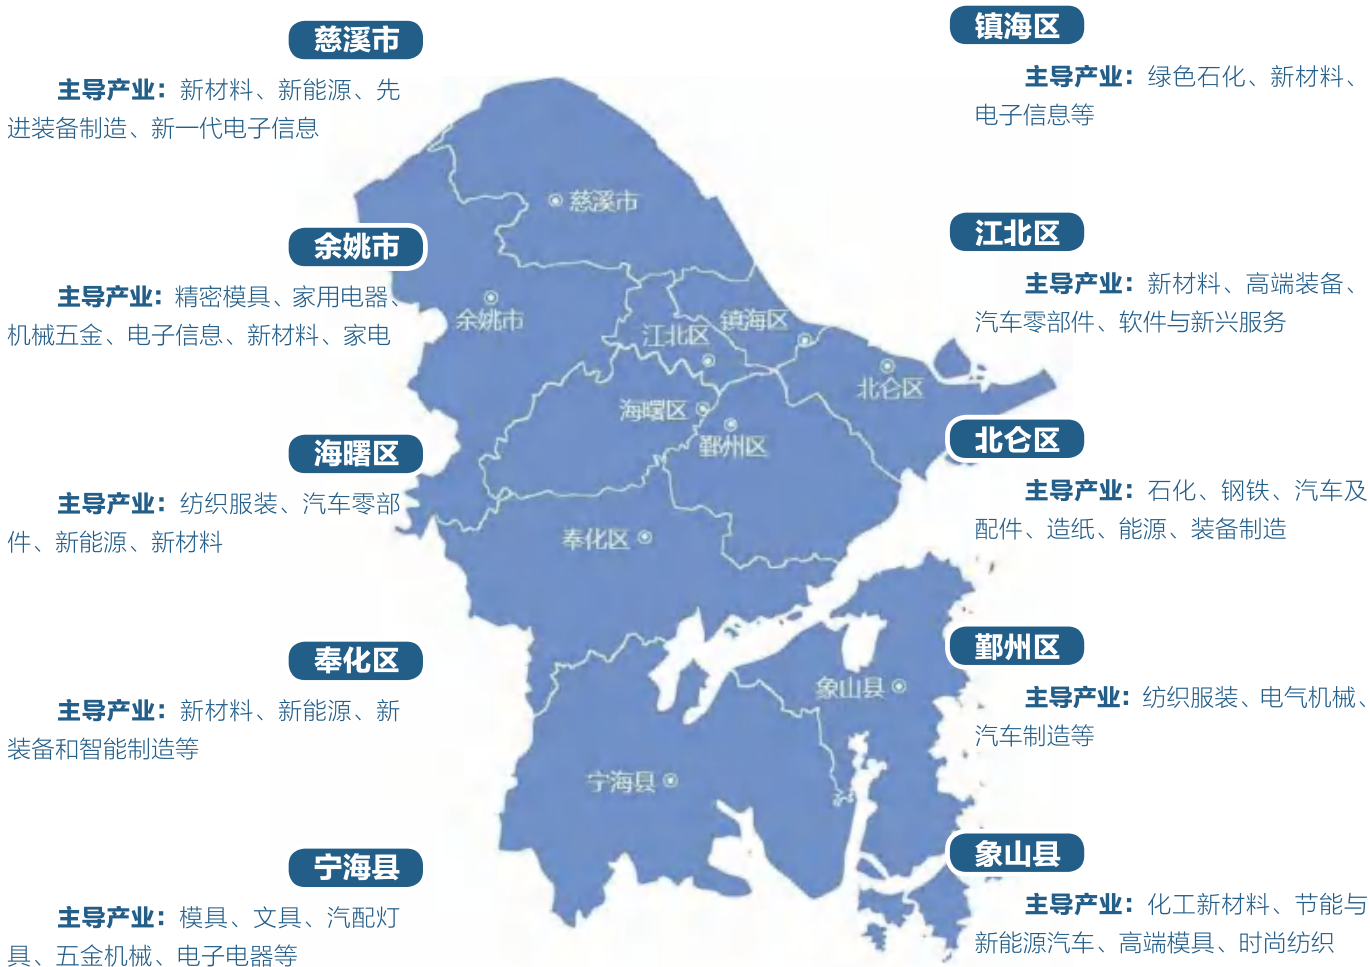 慈溪市
主导产业：新材料、新能源、先
进装备制造、新一代电子信息
余姚市
主导产业：精密模具、家用电器、
机械五金、电子信息、新材料、家电
海曙区
主导产业：纺织服装、汽车零部
件、新能源、新材料
奉化区
主导产业：新材料、新能源、新
装备和智能制造等
宁海县
主导产业：模具、文具、汽配灯
具、五金机械、电子电器等
慈溪市
余姚市
江北区
镇海区
北仑区
海曙区
鄞州区
奉化区
象山县
宁海县
镇海区
主导产业：绿色石化、新材料、
电子信息等
江北区
主导产业：新材料、高端装备、
汽车零部件、软件与新兴服务
北仑区
主导产业：石化、钢铁、汽车及
配件、造纸、能源、装备制造
鄞州区
主导产业：纺织服装、电气机械、
汽车制造等
象山县
主导产业：化工新材料、节能与
新能源汽车、高端模具、时尚纺织